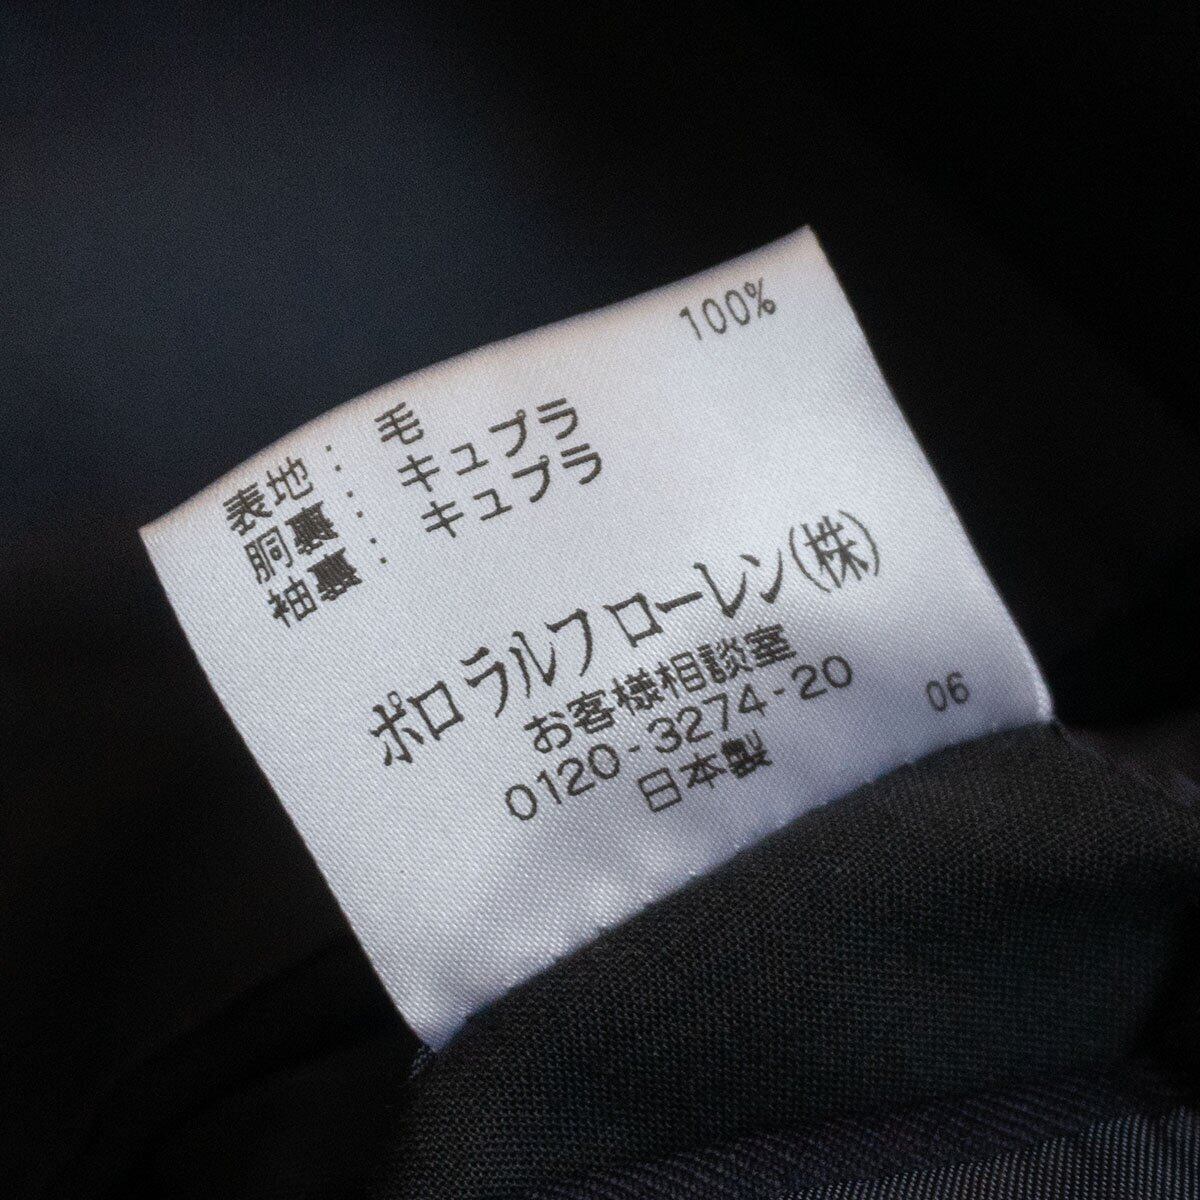 表地: 毛 100%
胴裏: キュプラ
袖裏: キュプラ
ポロ ラルフ ローレン(株)
お客様相談室
0120-3274-20
日本製 06